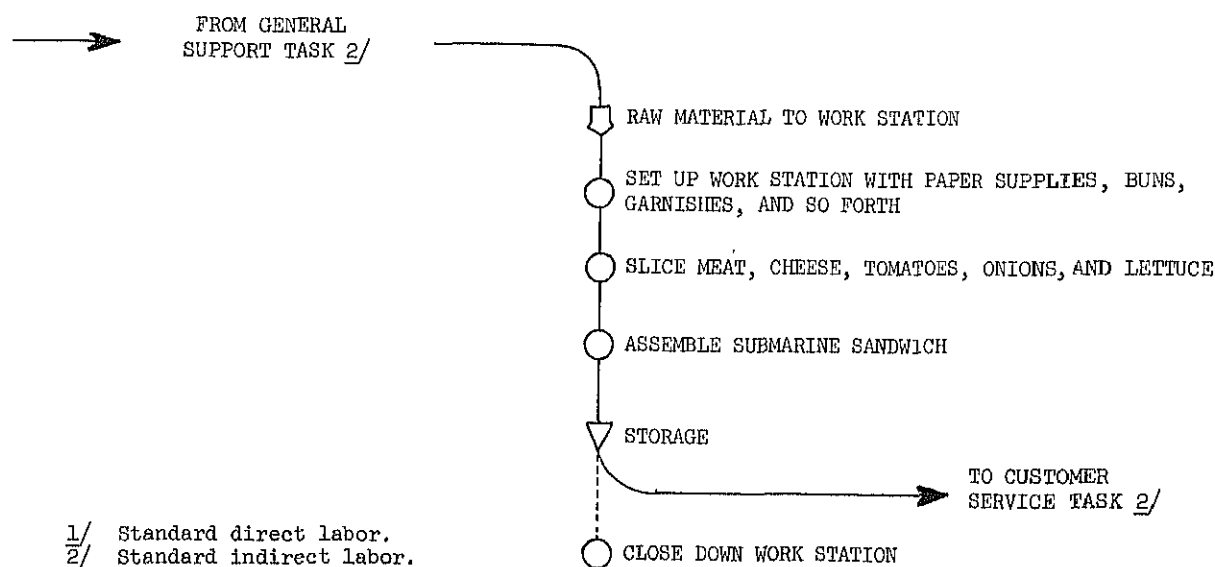 FROM GENERAL
SUPPORT TASK 2/
RAW MATERIAL TO WORK STATION
SET UP WORK STATION WITH PAPER SUPPLIES, BUNS,
GARNISHES, AND SO FORTH
SLICE MEAT, CHEESE, TOMATOES, ONIONS, AND LETTUCE
ASSEMBLE SUBMARINE SANDWICH
STORAGE
TO CUSTOMER
SERVICE TASK 2/
1/ Standard direct labor.
2/ Standard indirect labor.
CLOSE DOWN WORK STATION